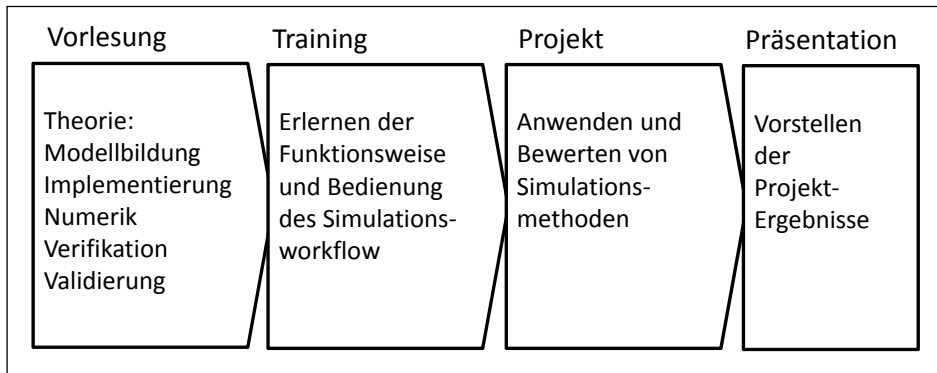 Vorlesung
Theorie:
Modellbildung
Implementierung
Numerik
Verifikation
Validierung
Training
Erlernen der
Funktionsweise
und Bedienung
des Simulations-
workflow
Projekt
Anwenden und
Bewerten von
Simulations-
methoden
Präsentation
Vorstellen
der
Projekt-
Ergebnisse